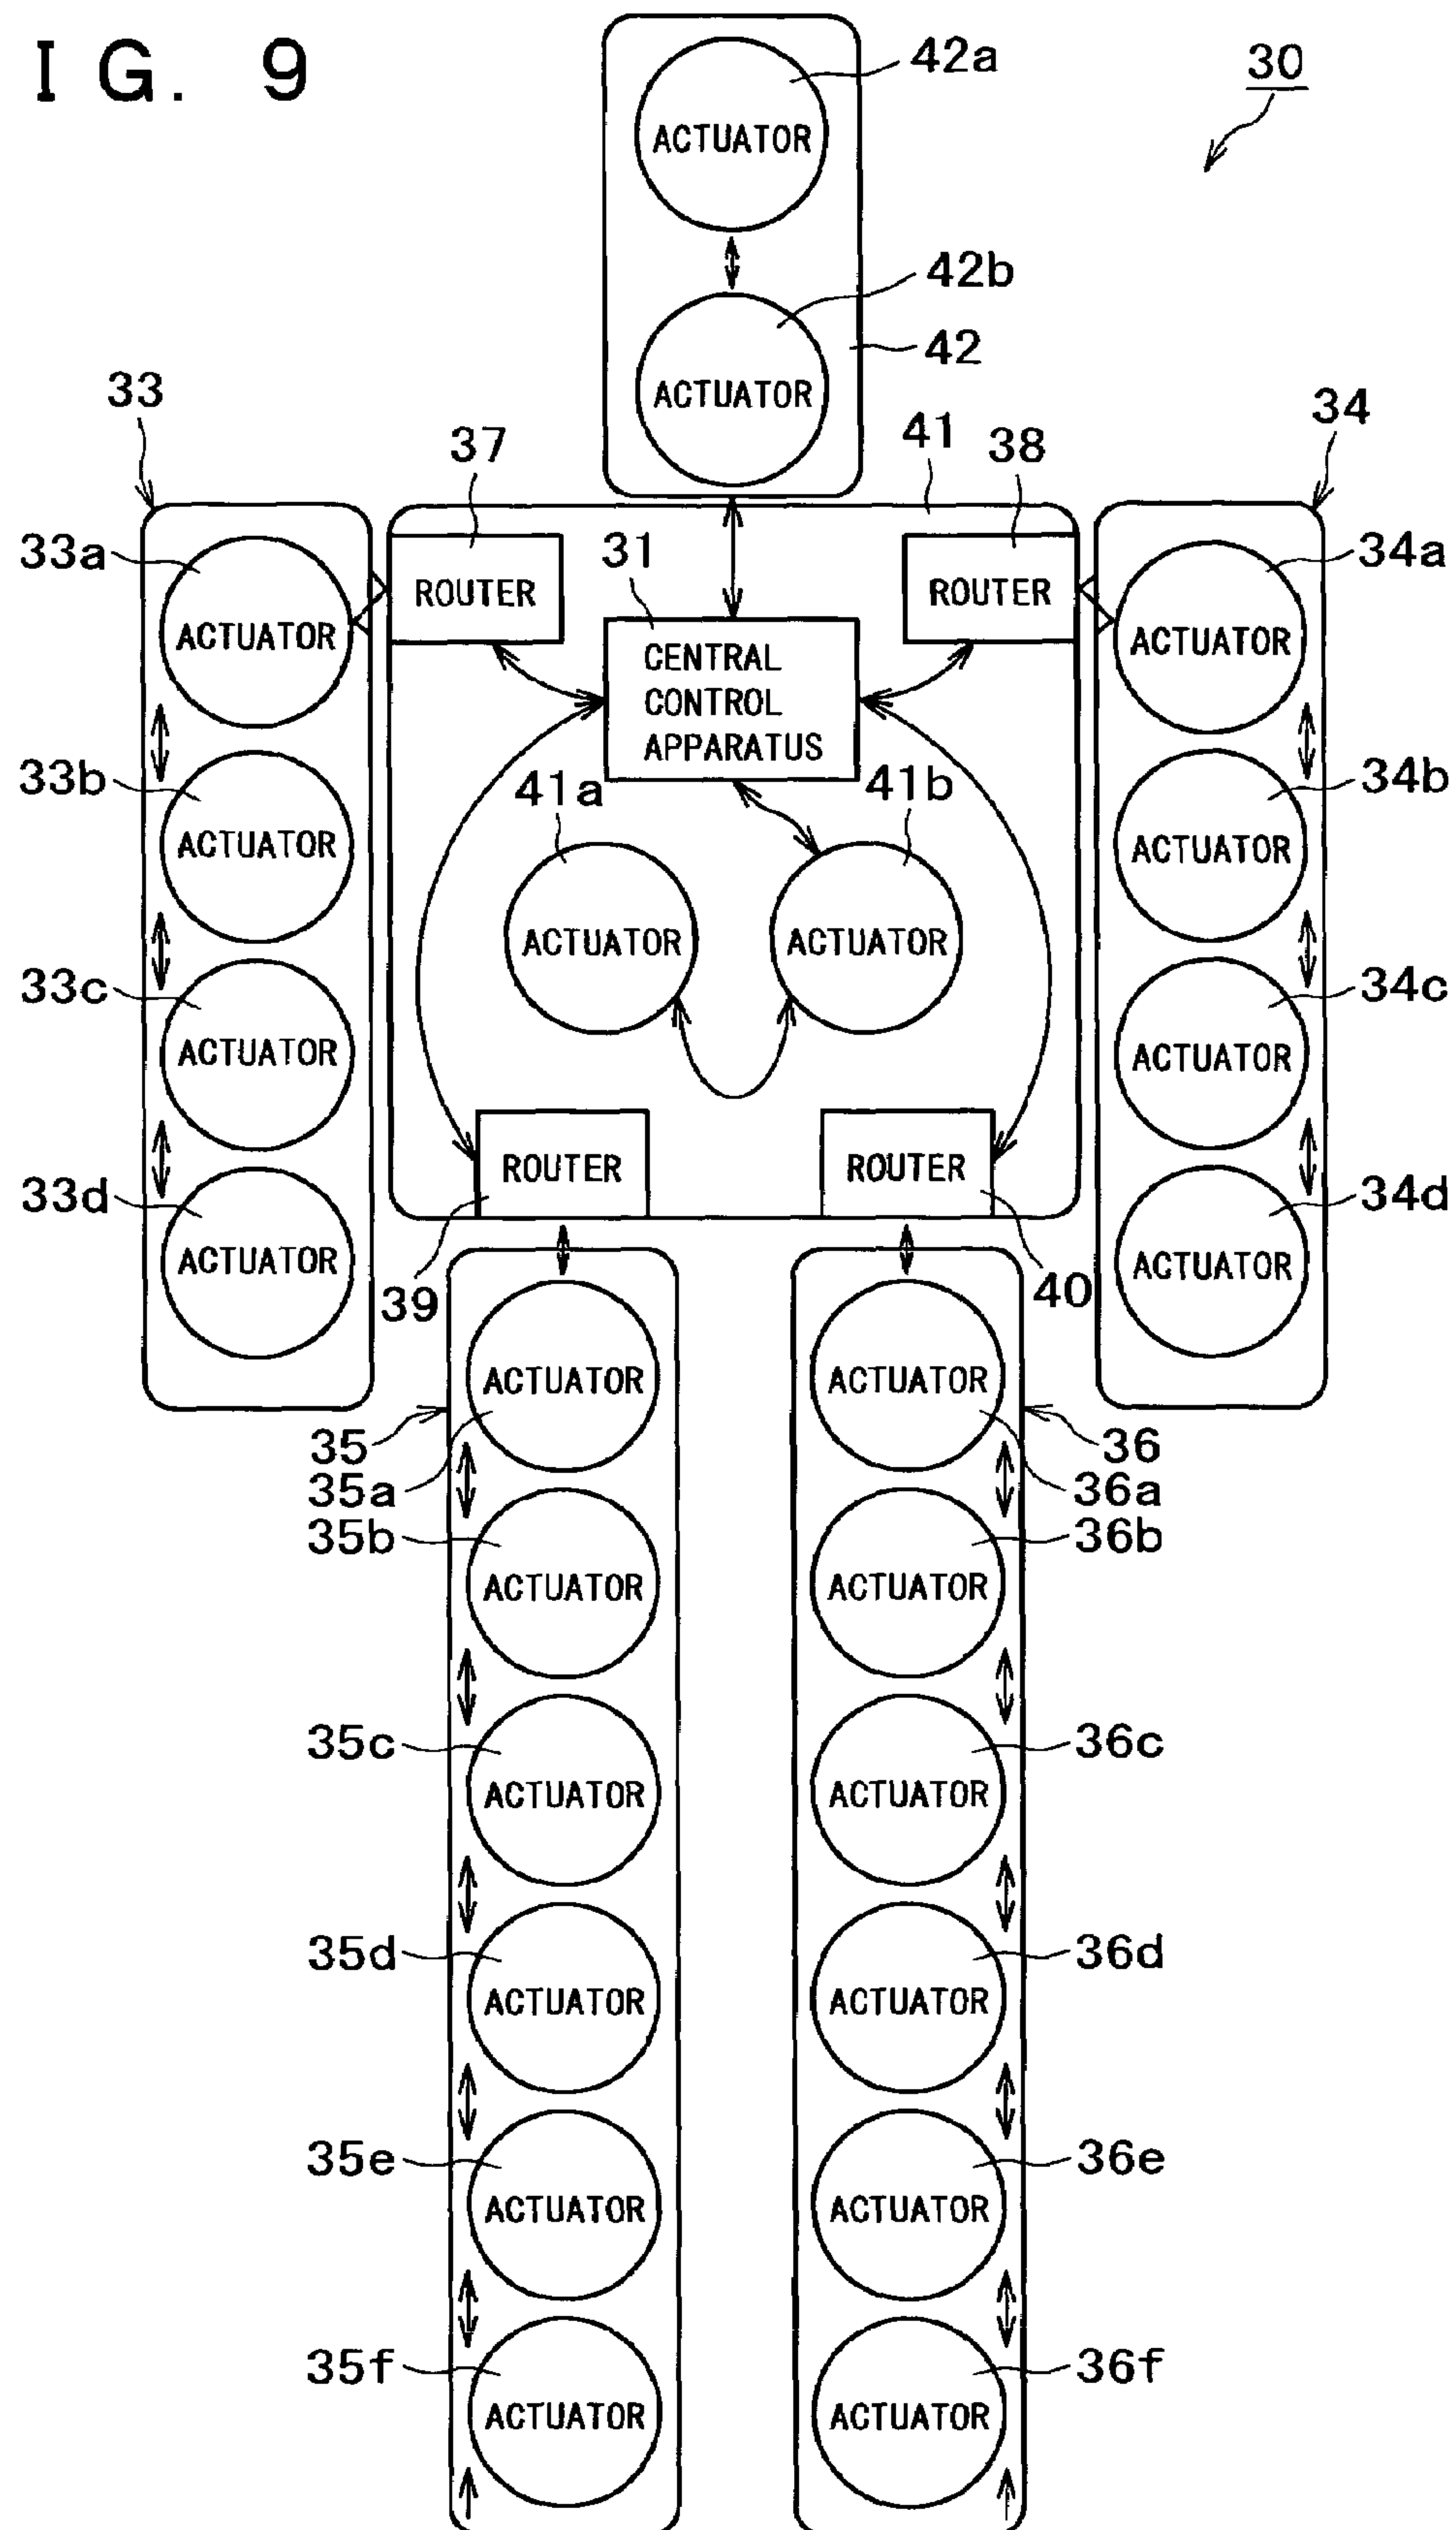 IG. 9
30
42a
ACTUATOR
42b
42
ACTUATOR
33
37
41
38
34
33a
ROUTER
31
ROUTER
34a
ACTUATOR
CENTRAL
CONTROL
APPARATUS
ACTUATOR
33b
41a
41b
34b
ACTUATOR
ACTUATOR
ACTUATOR
ACTUATOR
33c
34c
ACTUATOR
ACTUATOR
33d
ROUTER
ROUTER
34d
ACTUATOR
39
40
ACTUATOR
ACTUATOR
ACTUATOR
35
36
35a
36a
35b
36b
ACTUATOR
ACTUATOR
35c
36c
ACTUATOR
ACTUATOR
35d
36d
ACTUATOR
ACTUATOR
35e
36e
ACTUATOR
ACTUATOR
35f
36f
ACTUATOR
ACTUATOR